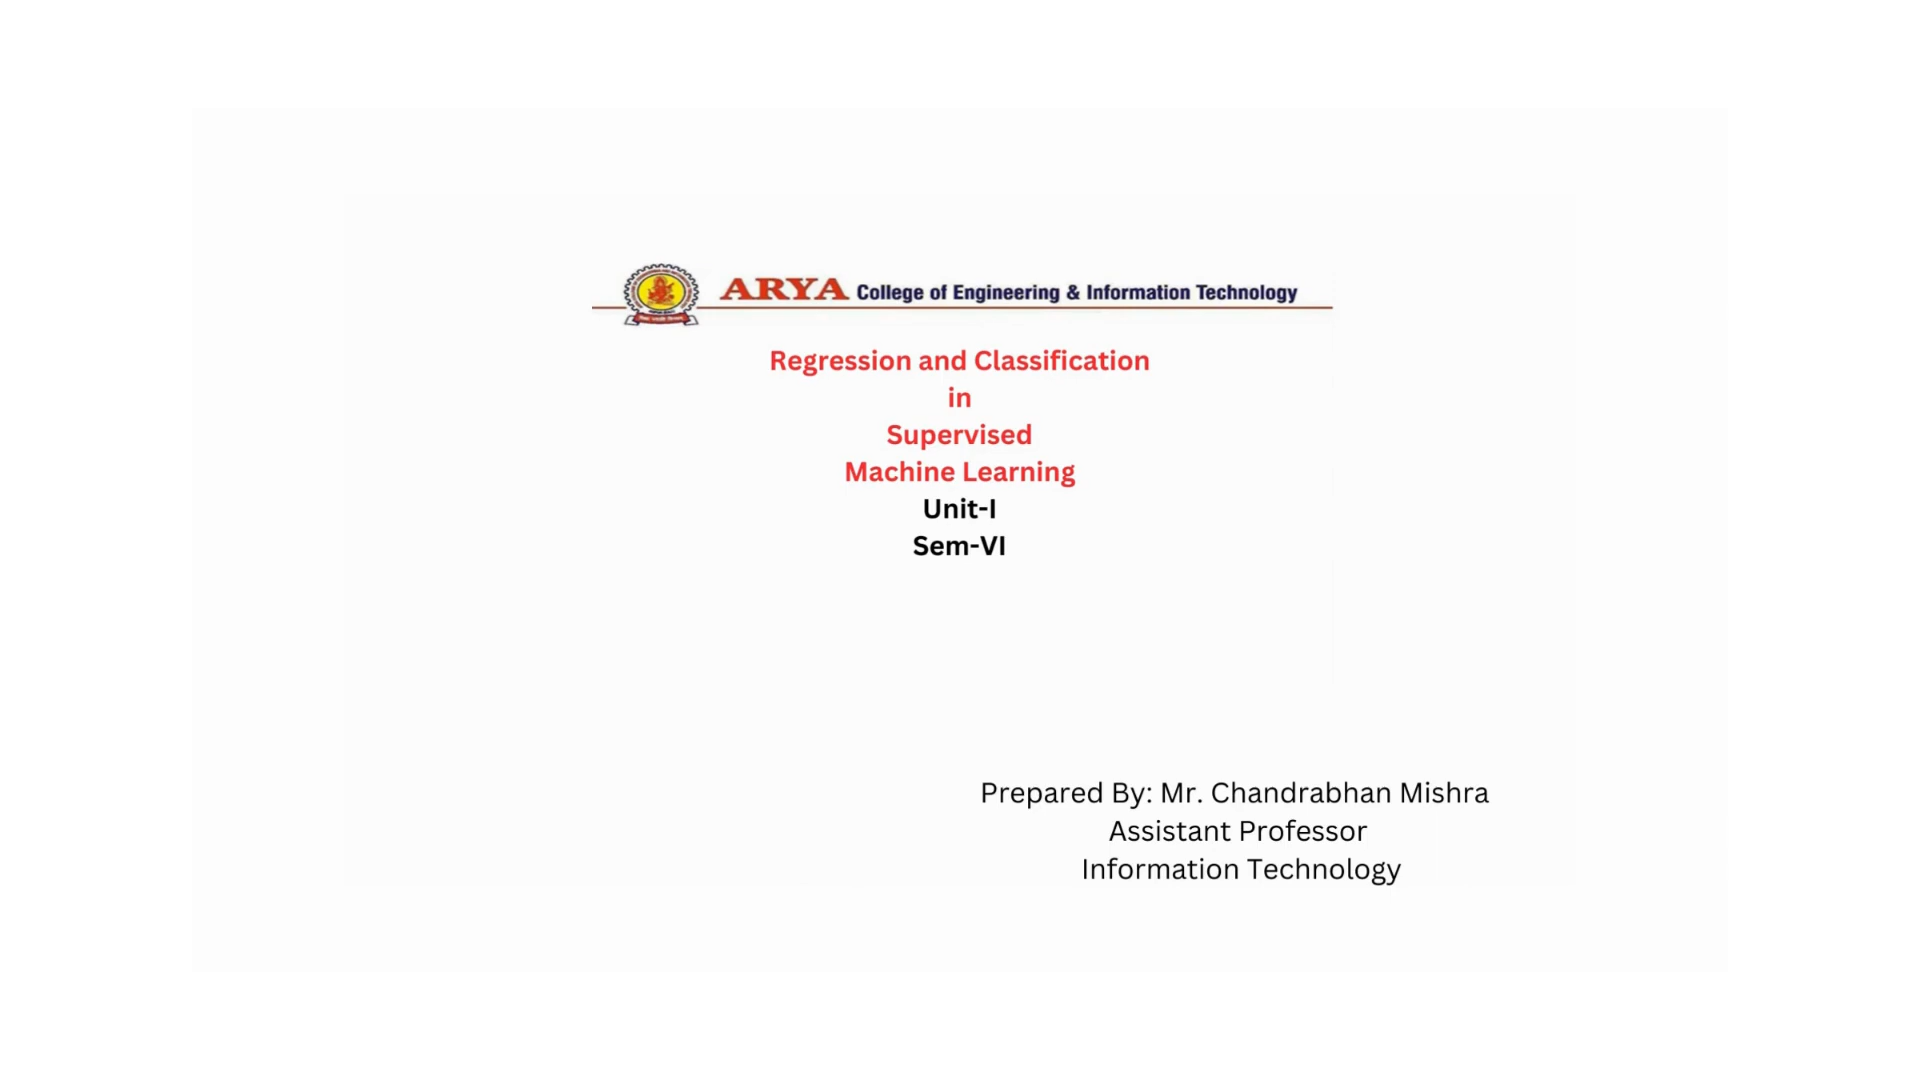 ARYA College of Engineering & Information Technology
Regression and Classification
in
Supervised
Machine Learning
Unit-I
Sem-VI
Prepared By: Mr. Chandrabhan Mishra
Assistant Professor
Information Technology